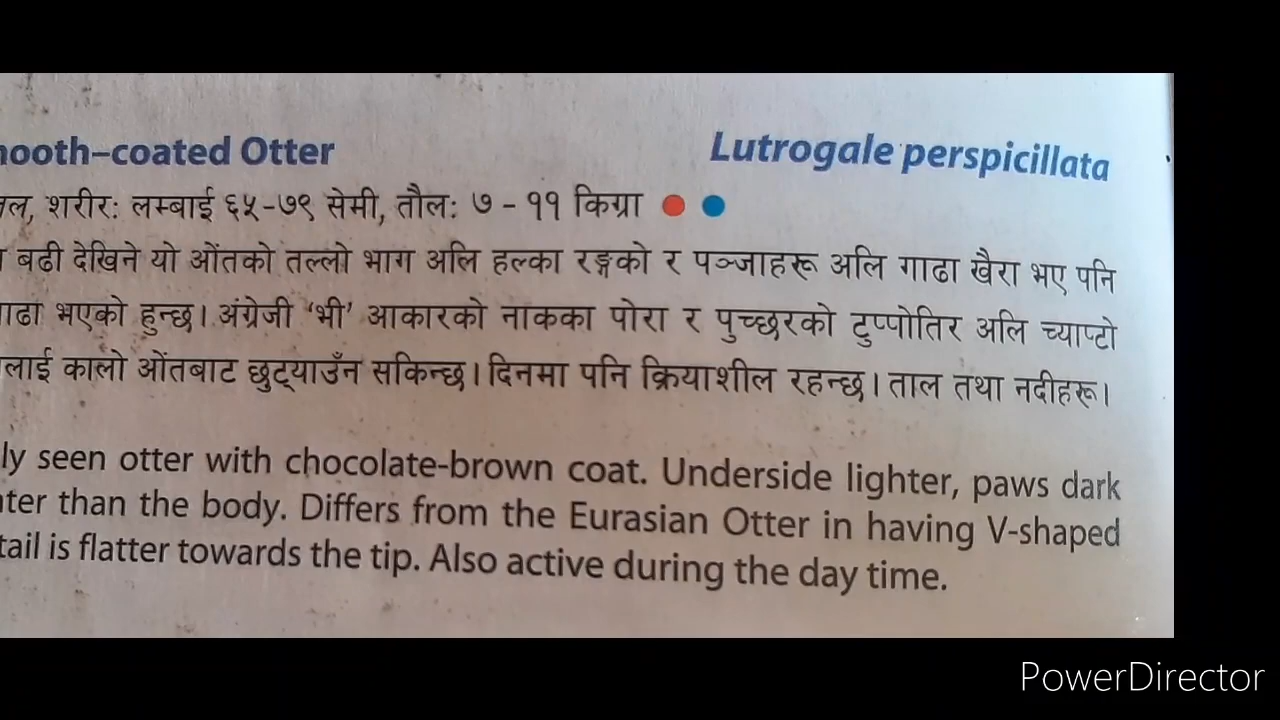 mooth–coated Otter Lutrogale perspicillata
शरीरः लम्बाई ६५-७९ सेमी, तौलः ७ - ११ किग्रा
बढी देखिने यो ओंतको तल्लो भाग अलि हल्का रङ्गको र पञ्जाहरू अलि गाढा खैरा भए पनि
गाढा भएको हुन्छ। अंग्रेजी ‘भी’ आकारको नाकका पोरा र पुच्छरको टुप्पोतिर अलि च्याप्टो
लाई कालो ओंतबाट छुट्याउँन सकिन्छ। दिनमा पनि क्रियाशील रहन्छ। ताल तथा नदीहरू।
ly seen otter with chocolate-brown coat. Underside lighter, paws dark
ter than the body. Differs from the Eurasian Otter in having V-shaped
tail is flatter towards the tip. Also active during the day time.
PowerDirector